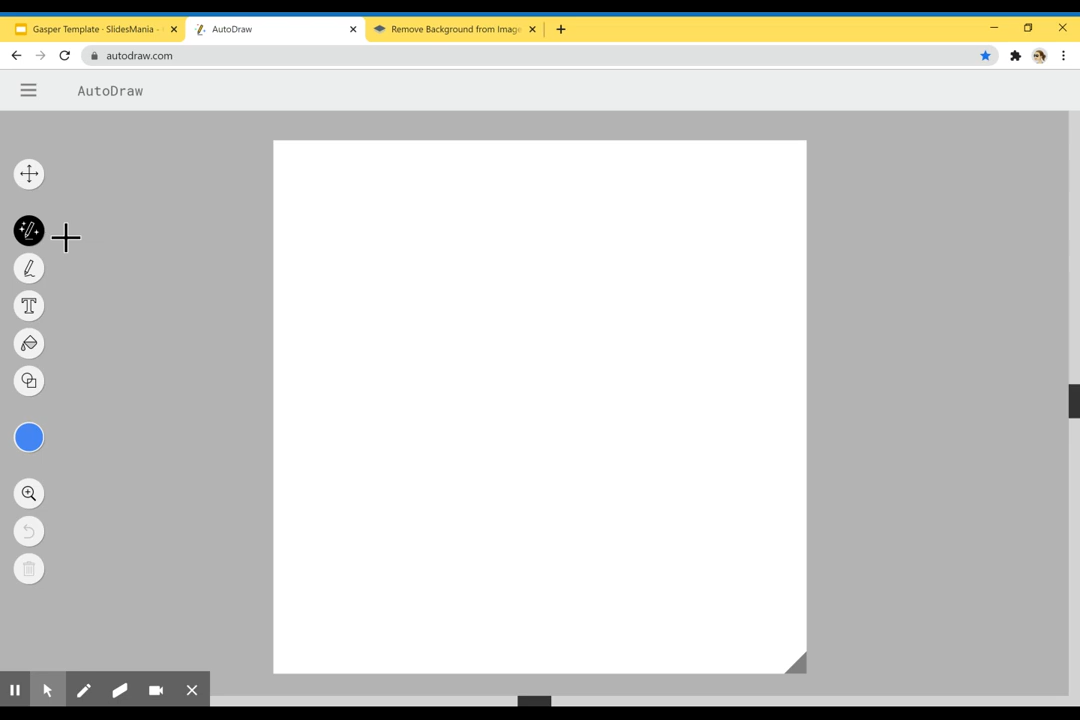 Gasper Template - SlidesMania -
AutoDraw
Remove Background from Image
autodraw.com
AutoDraw
T